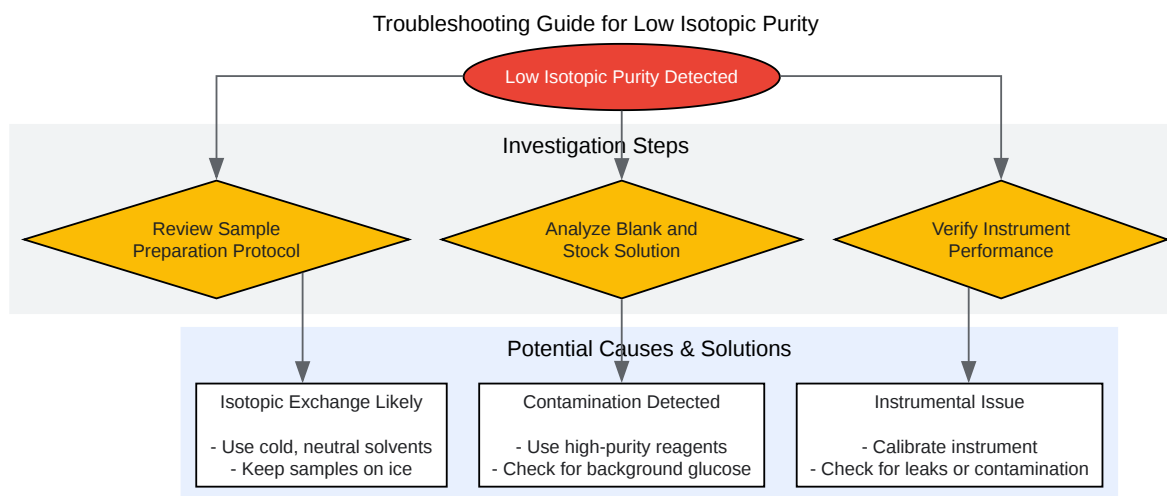 Troubleshooting Guide for Low Isotopic Purity
Low Isotopic Purity Detected
Investigation Steps
Review Sample
Preparation Protocol
Analyze Blank and
Stock Solution
Verify Instrument
Performance
Potential Causes & Solutions
Isotopic Exchange Likely
- Use cold, neutral solvents
- Keep samples on ice
Contamination Detected
- Use high-purity reagents
- Check for background glucose
Instrumental Issue
- Calibrate instrument
- Check for leaks or contamination